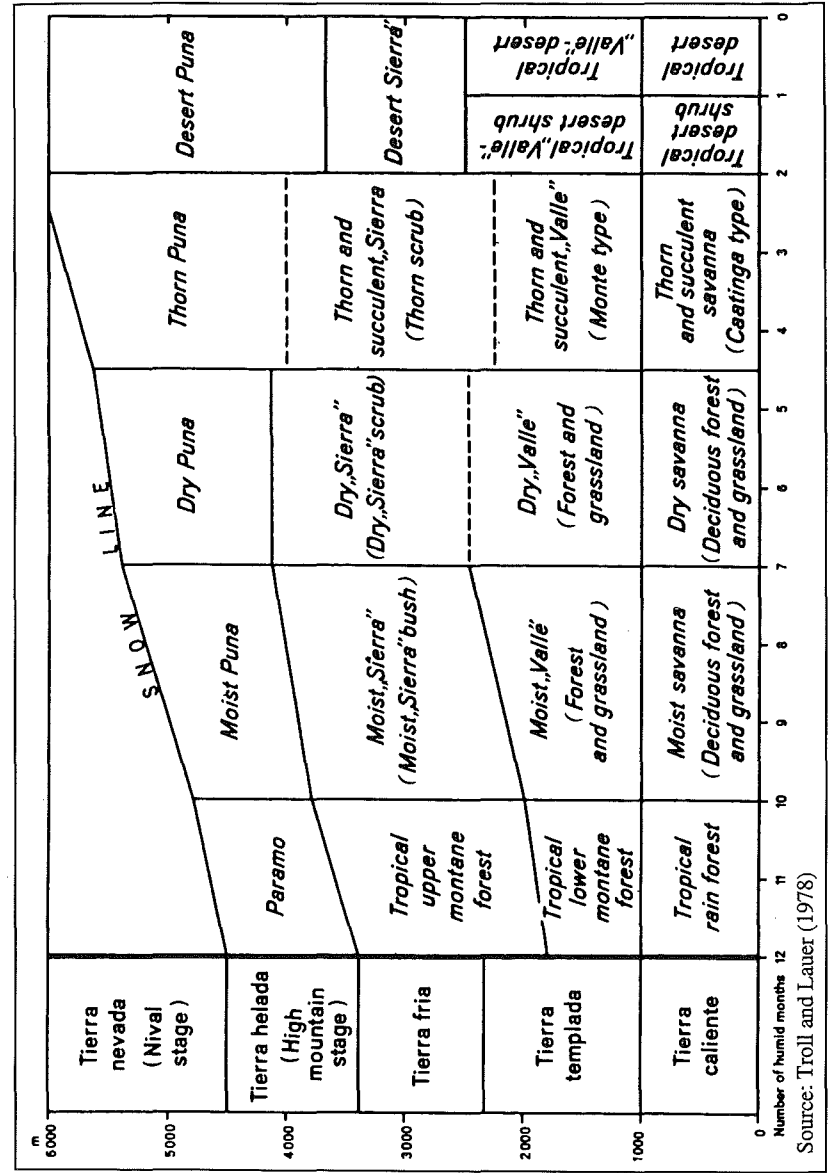 m
6000
5000
4000
3000
2000
1000
0
Tierra
nevada
(Nival
stage)
Tierra helada
(High
mountain
stage)
Tierra fria
Tierra
templada
Tierra
caliente
SNOW LINE
Paramo
Moist Puna
Dry Puna
Thorn Puna
Desert Puna
Tropical
upper
montane
forest
Moist„Sierra”
(Moist„Sierra”bush)
Dry„Sierra”
(Dry„Sierra”scrub)
Thorn and
succulent„Sierra”
(Thorn scrub)
Desert Sierra”
Tropical
lower
montane
forest
Moist„Valle”
(Forest
and grassland)
Dry„Valle”
(Forest and
grassland)
Thorn and
succulent„Valle”
(Monte type)
Tropical„Valle”-
desert shrub
Tropical
„Valle”-desert
Tropical
rain forest
Moist savanna
(Deciduous forest
and grassland)
Dry savanna
(Deciduous forest
and grassland)
Thorn
and succulent
savanna
(Caatinga type)
Tropical
desert
shrub
Tropical
desert
Number of humid months
12
11
10
9
8
7
6
5
4
3
2
1
0
Source: Troll and Lauer (1978)